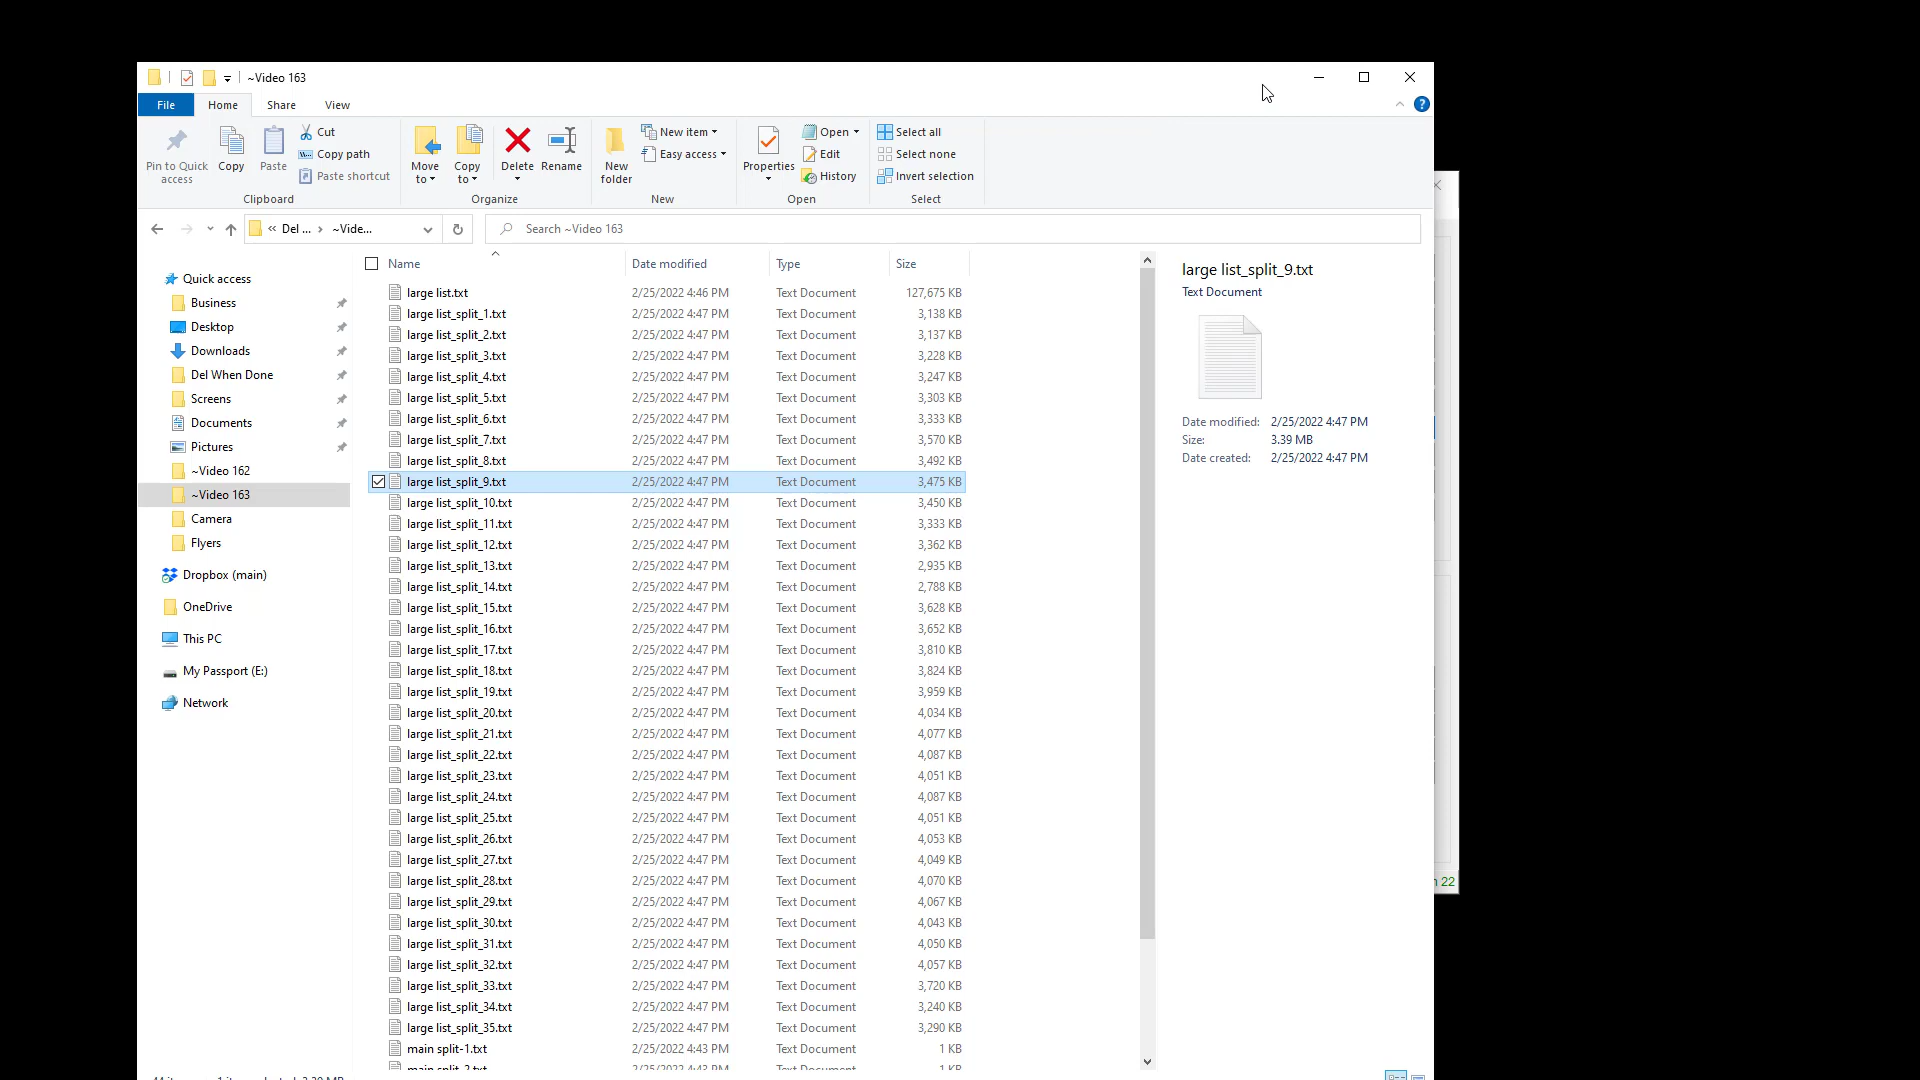 ~Video 163
File Home Share View
Pin to Quick access
Copy
Paste
Cut
Copy path
Paste shortcut
Clipboard
Move to
Copy to
Delete
Rename
Organize
New folder
New item
Easy access
New
Properties
Open
Edit
History
Open
Select all
Select none
Invert selection
Select
« Del ... › ~Vide...
Search ~Video 163
Quick access
Business
Desktop
Downloads
Del When Done
Screens
Documents
Pictures
~Video 162
~Video 163
Camera
Flyers
Dropbox (main)
OneDrive
This PC
My Passport (E:)
Network
Name Date modified Type Size
large list.txt 2/25/2022 4:46 PM Text Document 127,675 KB
large list_split_1.txt 2/25/2022 4:47 PM Text Document 3,138 KB
large list_split_2.txt 2/25/2022 4:47 PM Text Document 3,137 KB
large list_split_3.txt 2/25/2022 4:47 PM Text Document 3,228 KB
large list_split_4.txt 2/25/2022 4:47 PM Text Document 3,247 KB
large list_split_5.txt 2/25/2022 4:47 PM Text Document 3,303 KB
large list_split_6.txt 2/25/2022 4:47 PM Text Document 3,333 KB
large list_split_7.txt 2/25/2022 4:47 PM Text Document 3,570 KB
large list_split_8.txt 2/25/2022 4:47 PM Text Document 3,492 KB
large list_split_9.txt 2/25/2022 4:47 PM Text Document 3,475 KB
large list_split_10.txt 2/25/2022 4:47 PM Text Document 3,450 KB
large list_split_11.txt 2/25/2022 4:47 PM Text Document 3,333 KB
large list_split_12.txt 2/25/2022 4:47 PM Text Document 3,362 KB
large list_split_13.txt 2/25/2022 4:47 PM Text Document 2,935 KB
large list_split_14.txt 2/25/2022 4:47 PM Text Document 2,788 KB
large list_split_15.txt 2/25/2022 4:47 PM Text Document 3,628 KB
large list_split_16.txt 2/25/2022 4:47 PM Text Document 3,652 KB
large list_split_17.txt 2/25/2022 4:47 PM Text Document 3,810 KB
large list_split_18.txt 2/25/2022 4:47 PM Text Document 3,824 KB
large list_split_19.txt 2/25/2022 4:47 PM Text Document 3,959 KB
large list_split_20.txt 2/25/2022 4:47 PM Text Document 4,034 KB
large list_split_21.txt 2/25/2022 4:47 PM Text Document 4,077 KB
large list_split_22.txt 2/25/2022 4:47 PM Text Document 4,087 KB
large list_split_23.txt 2/25/2022 4:47 PM Text Document 4,051 KB
large list_split_24.txt 2/25/2022 4:47 PM Text Document 4,087 KB
large list_split_25.txt 2/25/2022 4:47 PM Text Document 4,051 KB
large list_split_26.txt 2/25/2022 4:47 PM Text Document 4,053 KB
large list_split_27.txt 2/25/2022 4:47 PM Text Document 4,049 KB
large list_split_28.txt 2/25/2022 4:47 PM Text Document 4,070 KB
large list_split_29.txt 2/25/2022 4:47 PM Text Document 4,067 KB
large list_split_30.txt 2/25/2022 4:47 PM Text Document 4,043 KB
large list_split_31.txt 2/25/2022 4:47 PM Text Document 4,050 KB
large list_split_32.txt 2/25/2022 4:47 PM Text Document 4,057 KB
large list_split_33.txt 2/25/2022 4:47 PM Text Document 3,720 KB
large list_split_34.txt 2/25/2022 4:47 PM Text Document 3,240 KB
large list_split_35.txt 2/25/2022 4:47 PM Text Document 3,290 KB
main split-1.txt 2/25/2022 4:43 PM Text Document 1 KB
large list_split_9.txt
Text Document
Date modified: 2/25/2022 4:47 PM
Size: 3.39 MB
Date created: 2/25/2022 4:47 PM
22